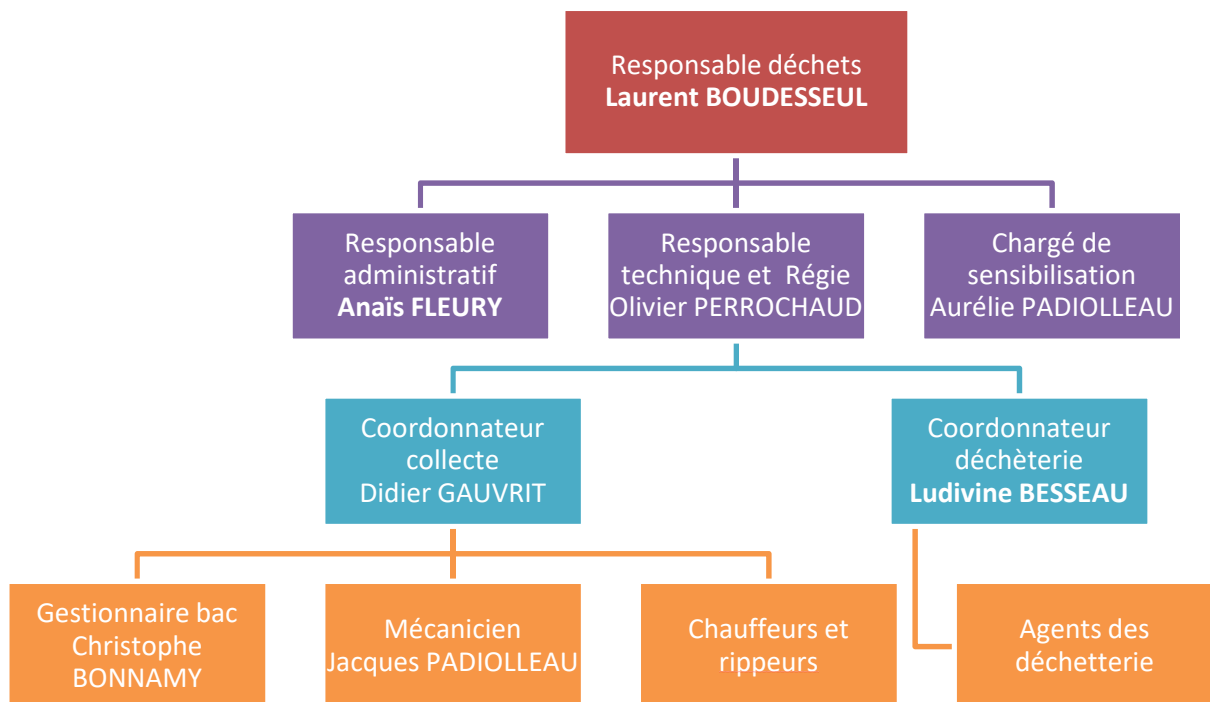 Responsable déchets
Laurent BOUDESSEUL
Responsable
administratif
Anaïs FLEURY
Responsable
technique et Régie
Olivier PERROCHAUD
Chargé de
sensibilisation
Aurélie PADIOLLEAU
Coordonnateur
collecte
Didier GAUVRIT
Coordonnateur
déchèterie
Ludivine BESSEAU
Gestionnaire bac
Christophe
BONNAMY
Mécanicien
Jacques PADIOLLEAU
Chauffeurs et
rippeurs
Agents des
déchetterie